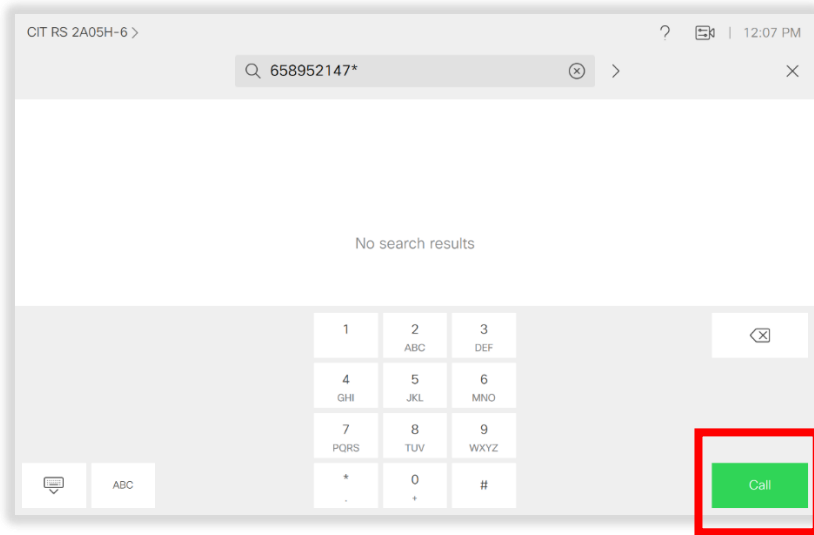 CIT RS 2A05H-6 > ? | 12:07 PM
658952147*
No search results
1 2 3
ABC DEF
4 5 6
GHI JKL MNO
7 8 9
PQRS TUV WXYZ
ABC * 0 # Call
. +